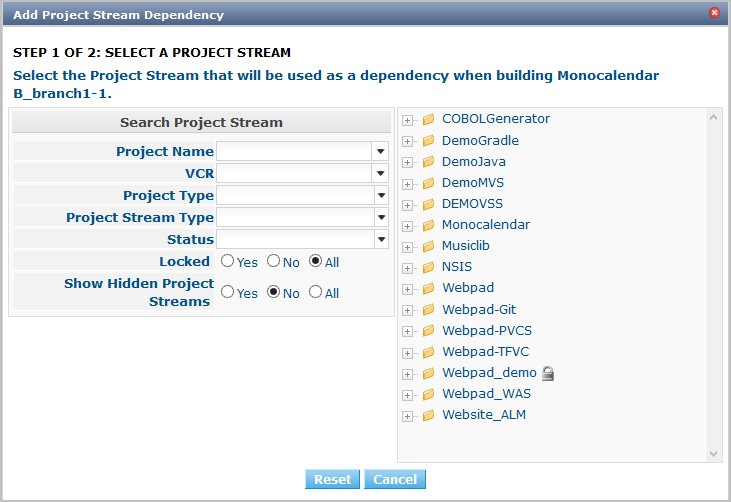 Add Project Stream Dependency
STEP 1 OF 2: SELECT A PROJECT STREAM
Select the Project Stream that will be used as a dependency when building Monocalendar
B_branch1-1.
Search Project Stream
Project Name
VCR
Project Type
Project Stream Type
Status
Locked Yes No All
Show Hidden Project
Streams Yes No All
COBOLGenerator
DemoGradle
DemoJava
DemoMVS
DEMOVSS
Monocalendar
Musiclib
NSIS
Webpad
Webpad-Git
Webpad-PVCS
Webpad-TFVC
Webpad_demo
Webpad_WAS
Website_ALM
Reset Cancel